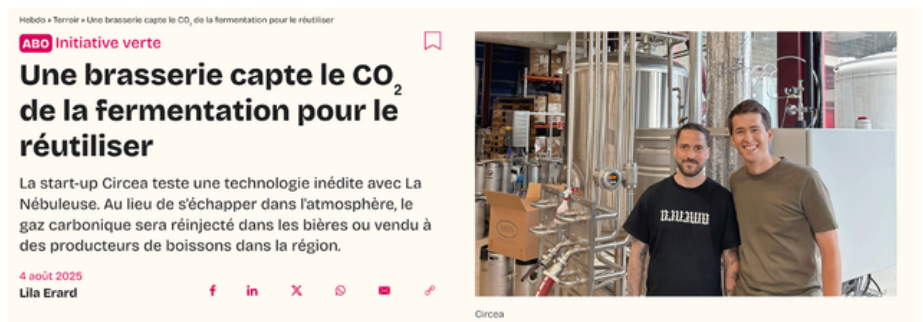 Hebdo » Terroir » Une brasserie capte le CO₂ de la fermentation pour le réutiliser
ABO Initiative verte
Une brasserie capte le CO₂
de la fermentation pour le
réutiliser
La start-up Circea teste une technologie inédite avec La
Nébuleuse. Au lieu de s'échapper dans l'atmosphère, le
gaz carbonique sera réinjecté dans les bières ou vendu à
des producteurs de boissons dans la région.
4 août 2025
Lila Erard
Circea